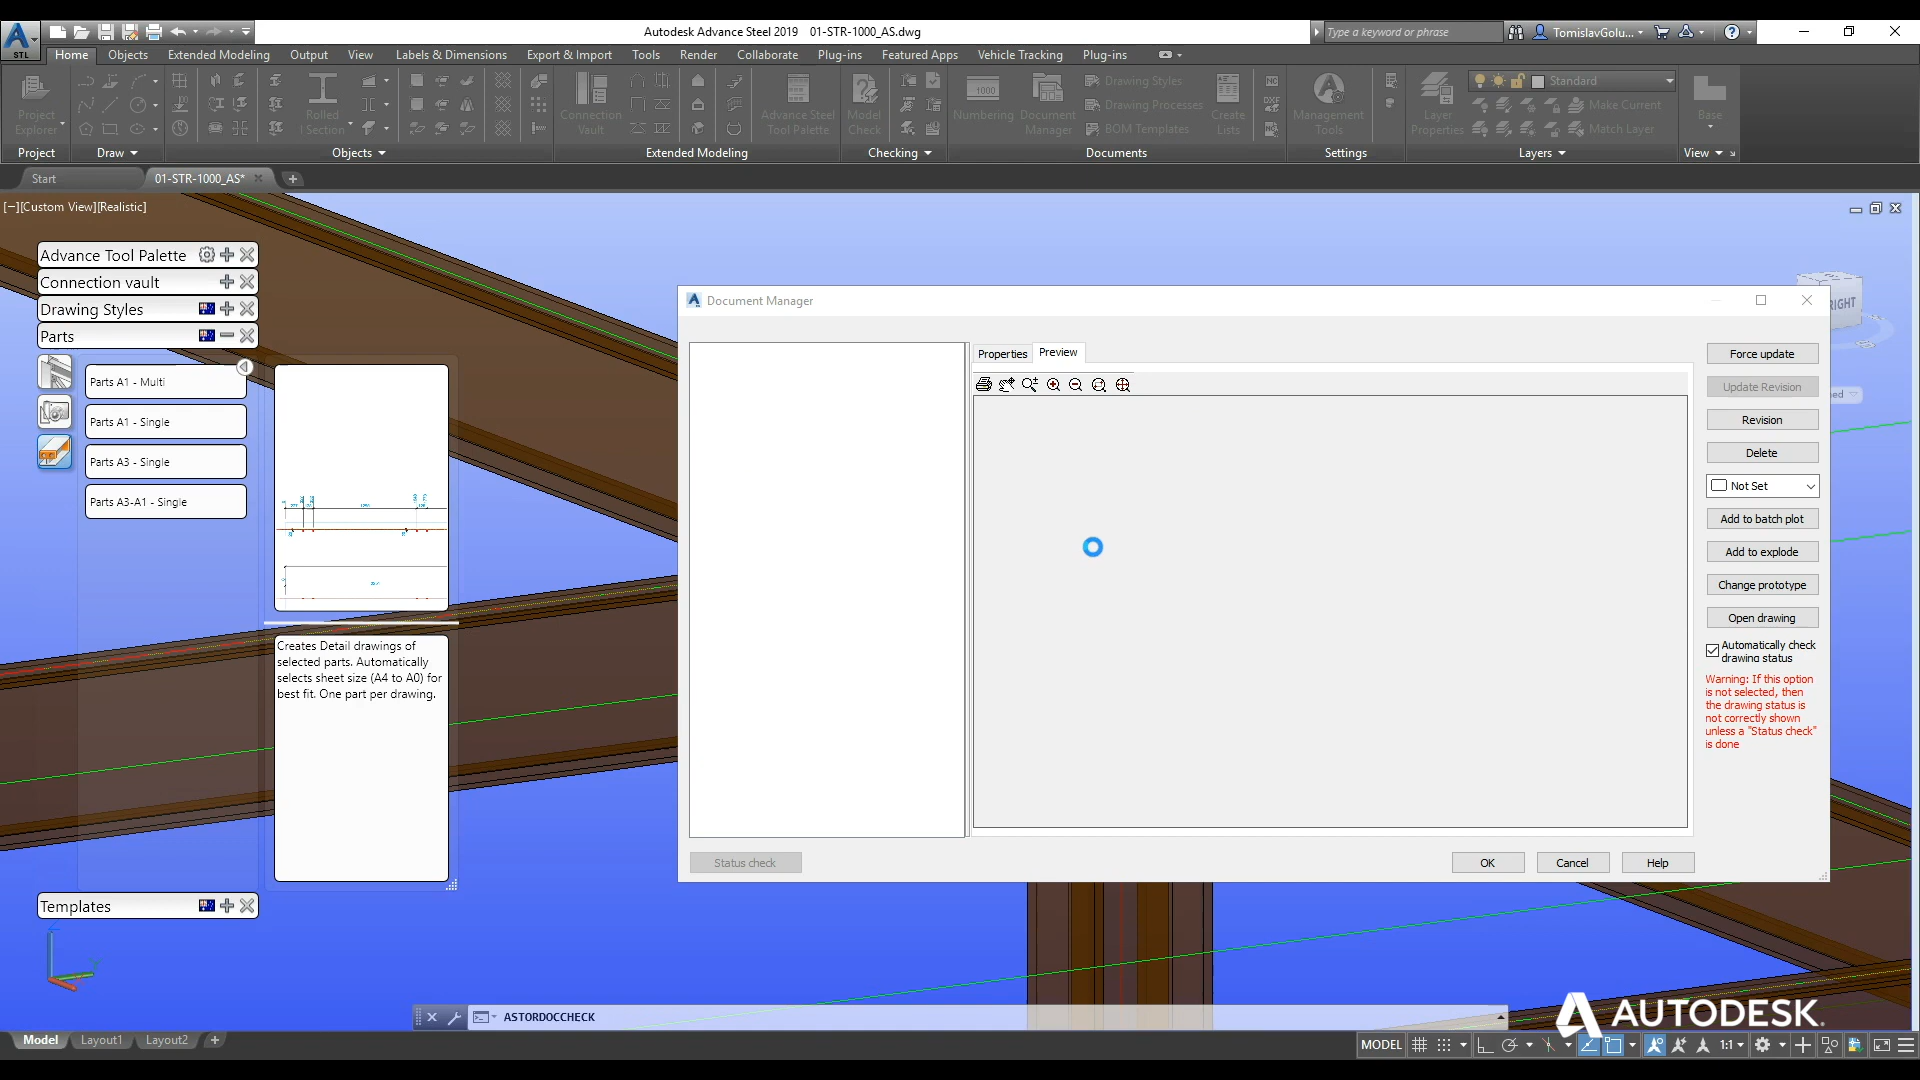 Autodesk Advance Steel 2019 01-STR-1000_AS.dwg
Type a keyword or phrase
TomislavGolu...
STL
Home Objects Extended Modeling Output View Labels & Dimensions Export & Import Tools Render Collaborate Plug-ins Featured Apps Vehicle Tracking Plug-ins
Project Explorer
Rolled I Section
Connection Vault
Advance Steel Tool Palette
Model Check
1000
Numbering
Document Manager
Drawing Styles
Drawing Processes
BOM Templates
Create Lists
NC
DXF
NC
Management Tools
Layer Properties
Standard
Make Current
Match Layer
Base
Project Draw Objects Extended Modeling Checking Documents Settings Layers View
Start
01-STR-1000_AS*
[−][Custom View][Realistic]
Advance Tool Palette
Connection vault
Drawing Styles
Parts
Parts A1 - Multi
Parts A1 - Single
Parts A3 - Single
Parts A3-A1 - Single
Creates Detail drawings of
selected parts. Automatically
selects sheet size (A4 to A0) for
best fit. One part per drawing.
Templates
Document Manager
Properties Preview
Force update
Update Revision
Revision
Delete
Not Set
Add to batch plot
Add to explode
Change prototype
Open drawing
Automatically check
drawing status
Warning: If this option
is not selected, then
the drawing status is
not correctly shown
unless a "Status check"
is done
Status check
OK Cancel Help
RIGHT
ASTORDOCCHECK
AUTODESK.
Model Layout1 Layout2
MODEL
1:1